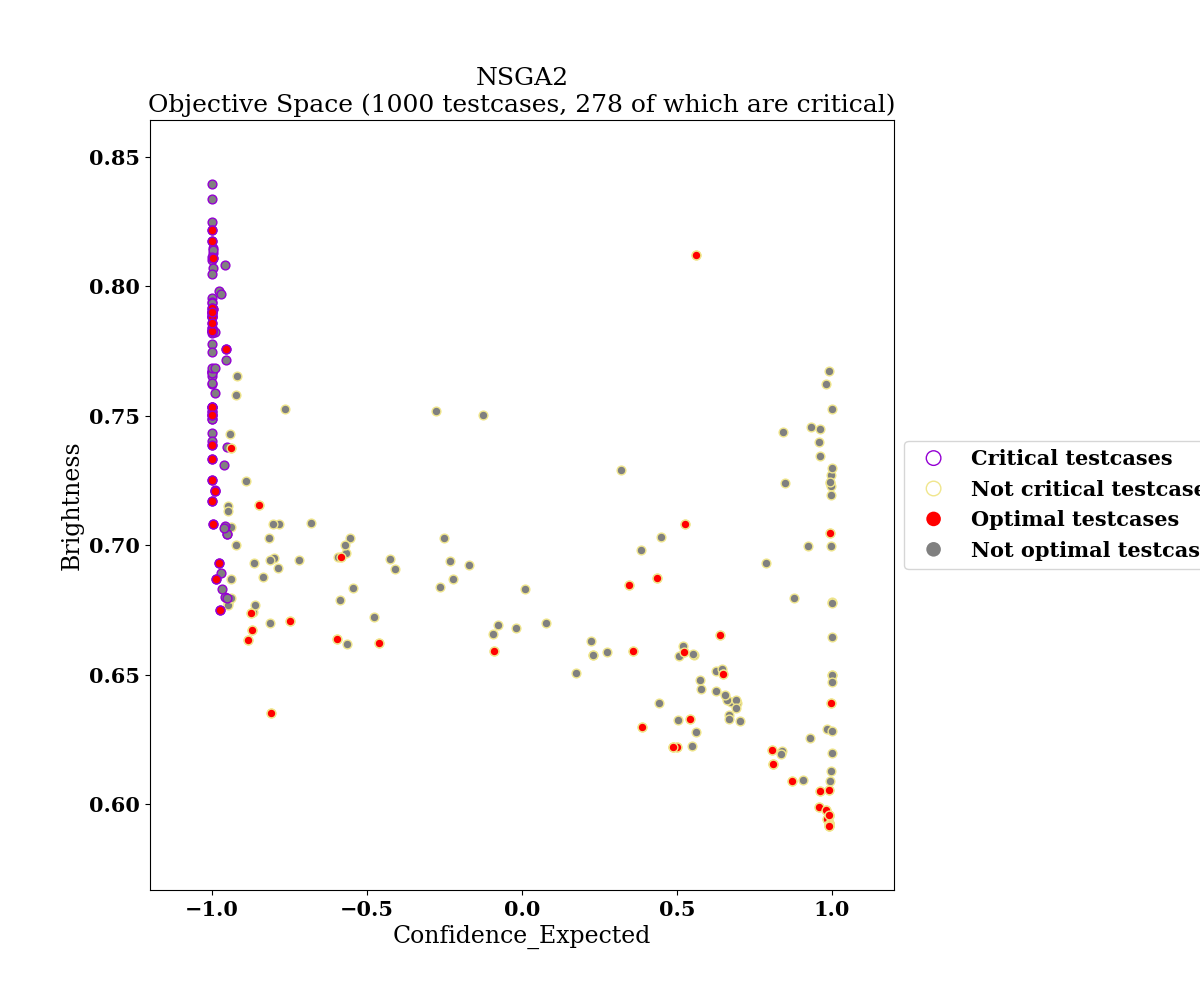 NSGA2
Objective Space (1000 testcases, 278 of which are critical)
0.85
0.80
0.75
0.70
0.65
0.60
Brightness
−1.0
−0.5
0.0
0.5
1.0
Confidence_Expected
Critical testcases
Not critical testcase
Optimal testcases
Not optimal testcas